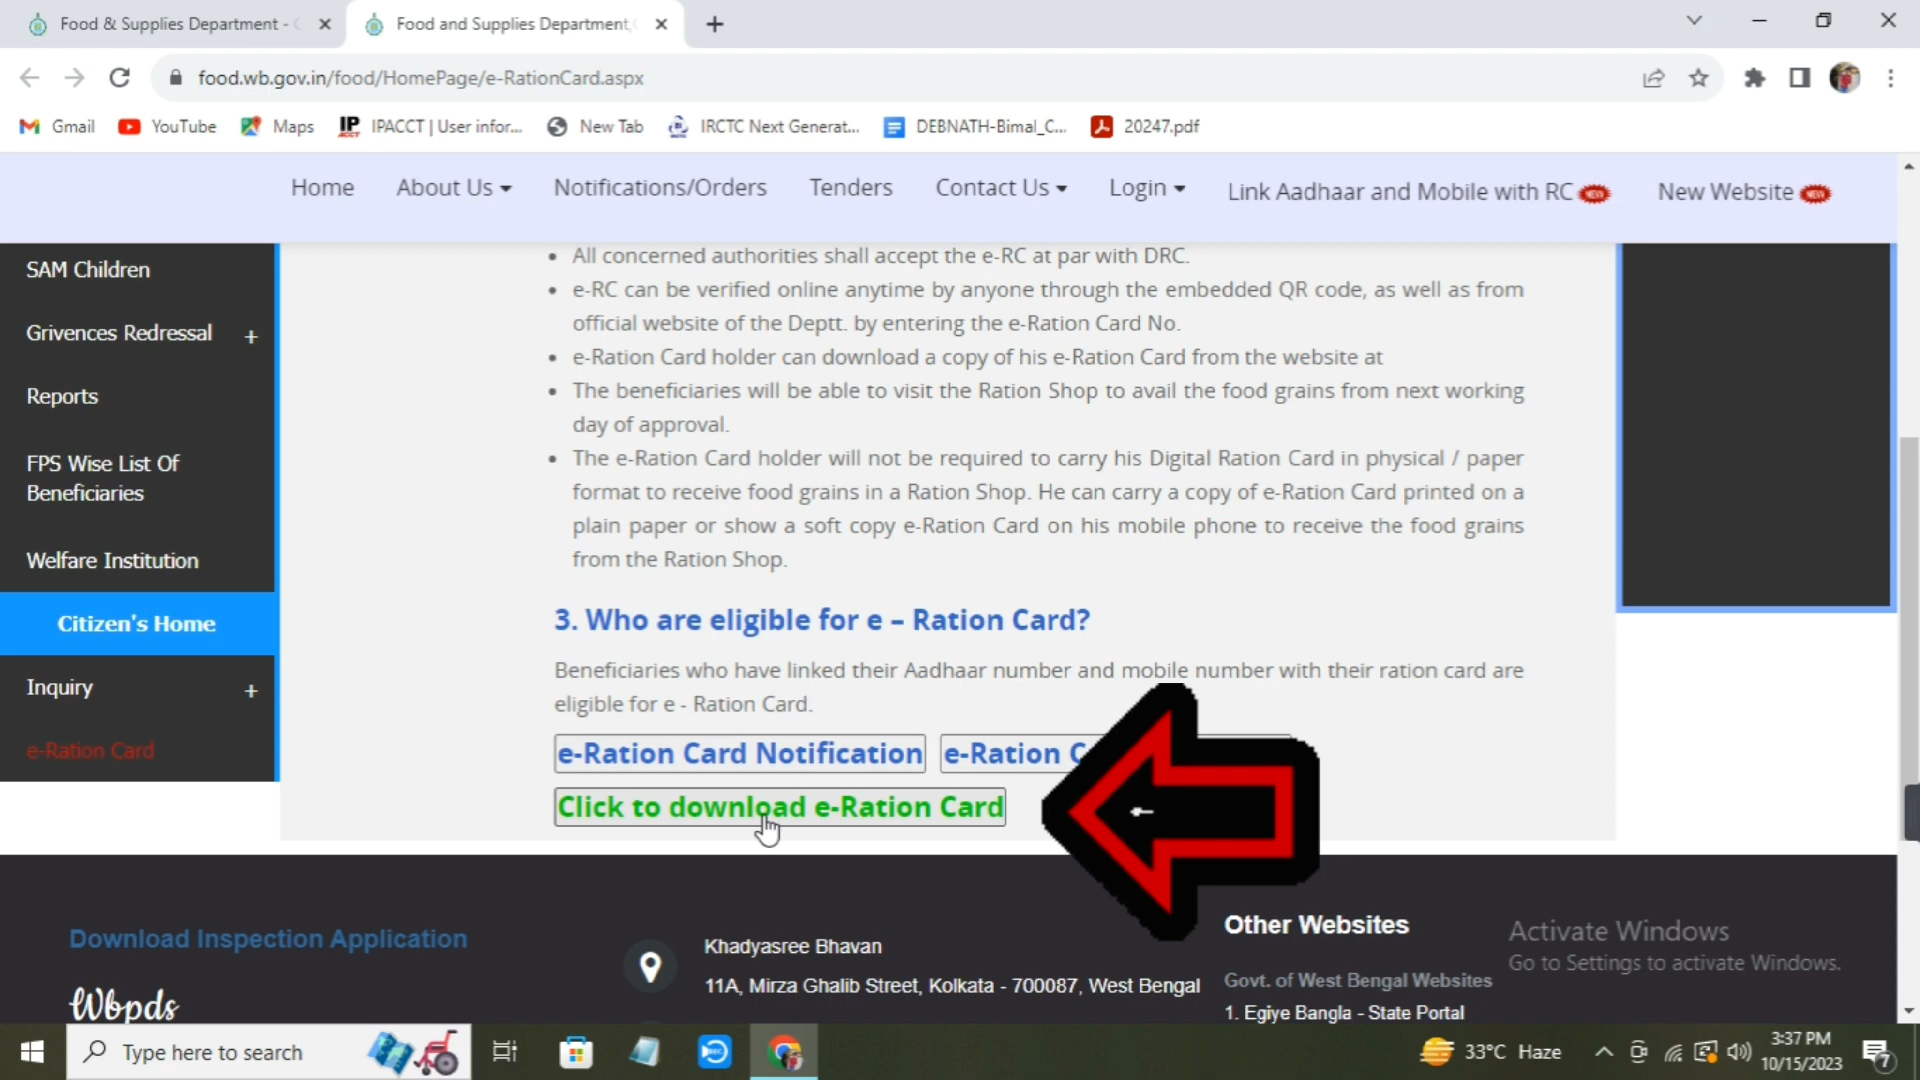 Food & Supplies Department -
Food and Supplies Department,
food.wb.gov.in/food/HomePage/e-RationCard.aspx
Gmail
YouTube
Maps
IPACCT | User infor...
New Tab
IRCTC Next Generat...
DEBNATH-Bimal_C...
20247.pdf
Home
About Us
Notifications/Orders
Tenders
Contact Us
Login
Link Aadhaar and Mobile with RC
New Website
SAM Children
Grivences Redressal +
Reports
FPS Wise List Of
Beneficiaries
Welfare Institution
Citizen's Home
Inquiry +
e-Ration Card
All concerned authorities shall accept the e-RC at par with DRC.
e-RC can be verified online anytime by anyone through the embedded QR code, as well as from
official website of the Deptt. by entering the e-Ration Card No.
e-Ration Card holder can download a copy of his e-Ration Card from the website at
The beneficiaries will be able to visit the Ration Shop to avail the food grains from next working
day of approval.
The e-Ration Card holder will not be required to carry his Digital Ration Card in physical / paper
format to receive food grains in a Ration Shop. He can carry a copy of e-Ration Card printed on a
plain paper or show a soft copy e-Ration Card on his mobile phone to receive the food grains
from the Ration Shop.
3. Who are eligible for e – Ration Card?
Beneficiaries who have linked their Aadhaar number and mobile number with their ration card are
eligible for e - Ration Card.
e-Ration Card Notification
e-Ration
Click to download e-Ration Card
Download Inspection Application
Wbpds
Khadyasree Bhavan
11A, Mirza Ghalib Street, Kolkata - 700087, West Bengal
Other Websites
Govt. of West Bengal Websites
1. Egiye Bangla - State Portal
Activate Windows
Go to Settings to activate Windows.
Type here to search
33°C Haze
3:37 PM
10/15/2023
7